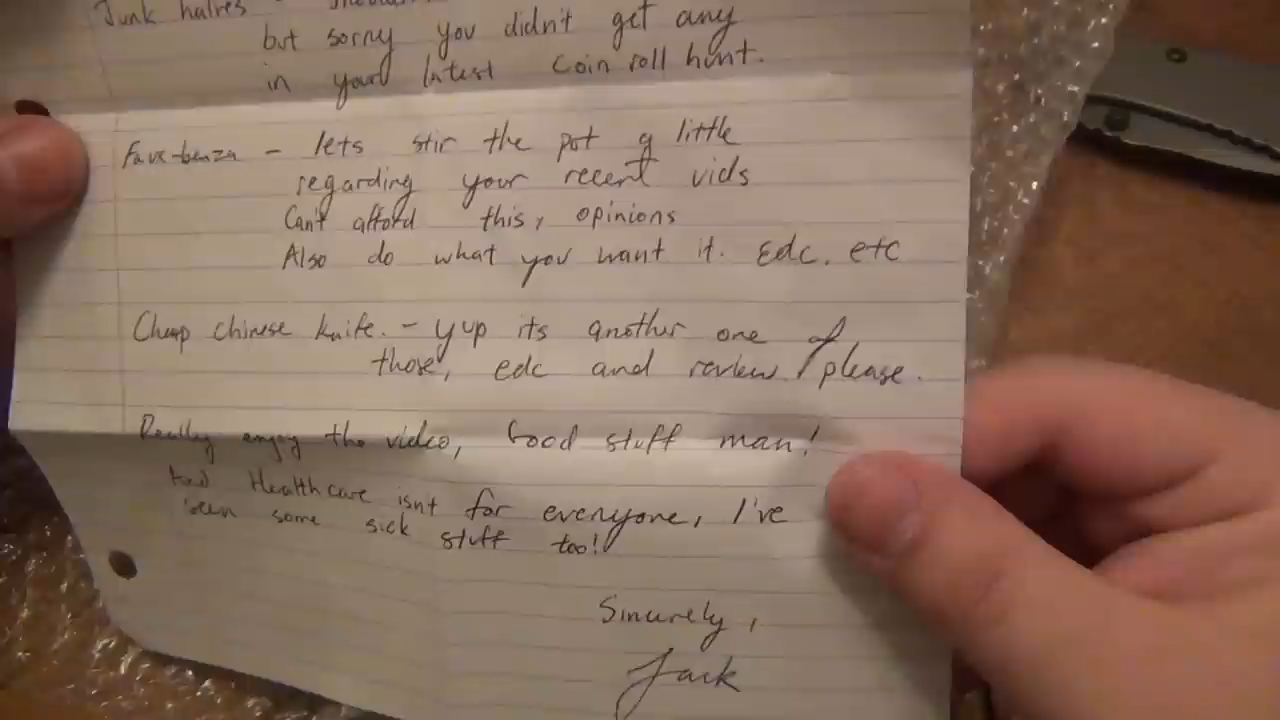 Junk halves -
but sorry you didn't get any
in your latest coin roll hunt.
Faux-benza - lets stir the pot a little
regarding your recent vids
Can't afford this, opinions
Also do what you want it. Edc. etc
Cheap chinese knife. - yup its another one of
those, edc and review please.
Really enjoy the video, Good stuff man!
And Healthcare isnt for everyone, I've
seen some sick stuff too!
Sincerely,
Jack